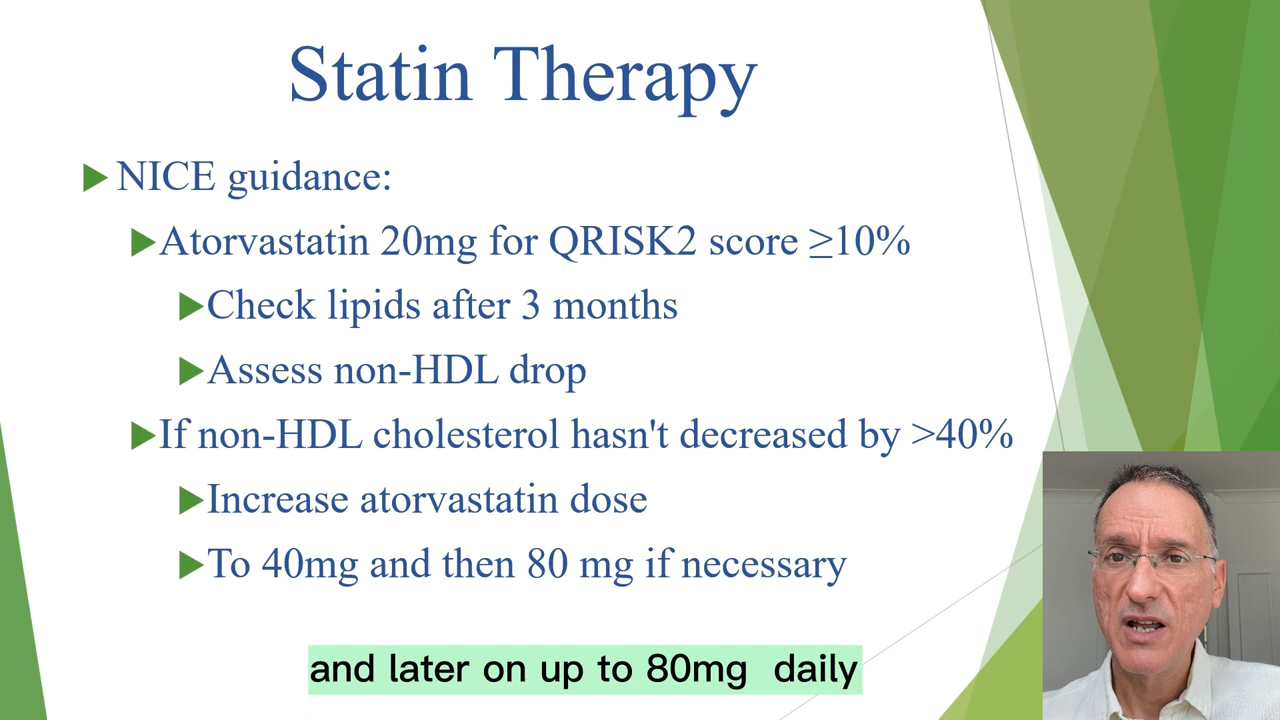 Statin Therapy
NICE guidance:
Atorvastatin 20mg for QRISK2 score ≥10%
Check lipids after 3 months
Assess non-HDL drop
If non-HDL cholesterol hasn't decreased by >40%
Increase atorvastatin dose
To 40mg and then 80 mg if necessary
and later on up to 80mg  daily